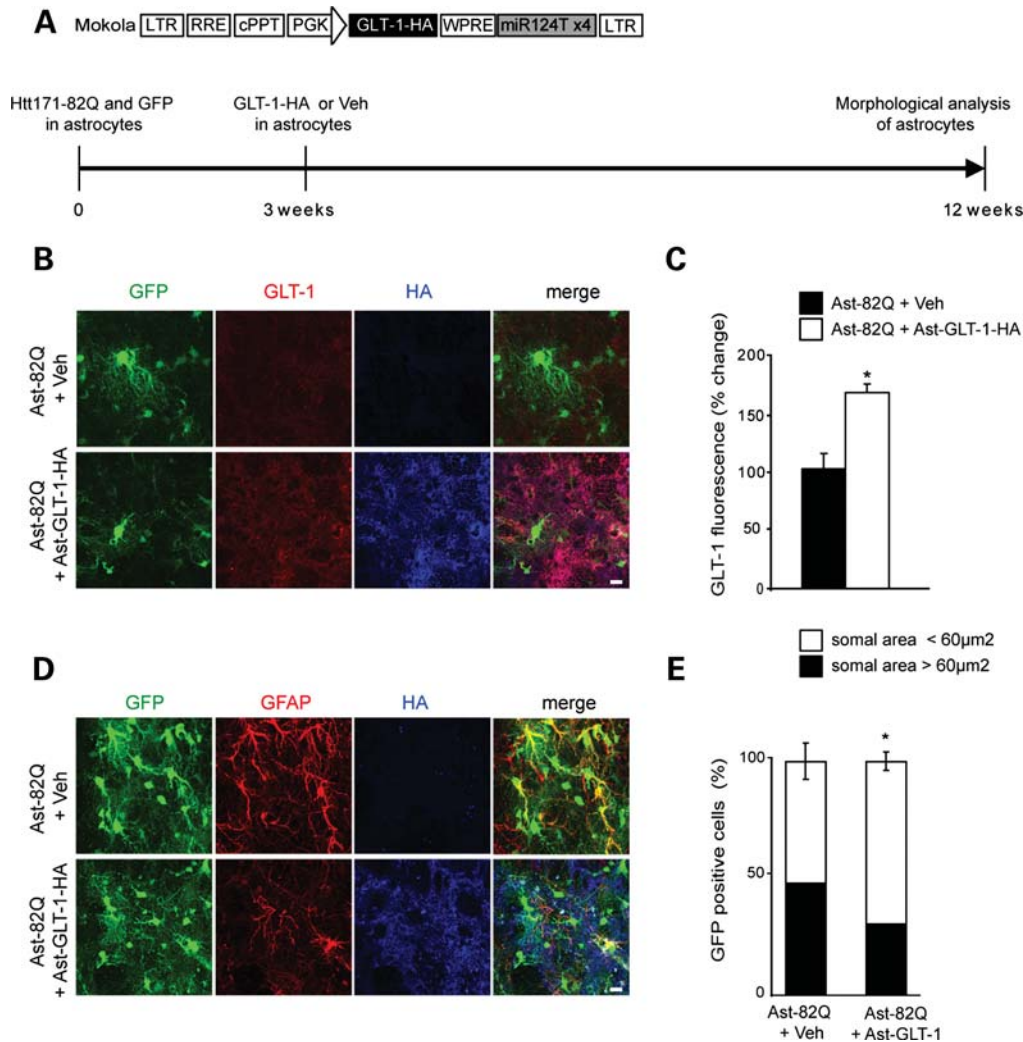 A
Mokola LTR RRE cPPT PGK GLT-1-HA WPRE miR124T x4 LTR
Htt171-82Q and GFP
in astrocytes
GLT-1-HA or Veh
in astrocytes
Morphological analysis
of astrocytes
0
3 weeks
12 weeks
B
GFP
GLT-1
HA
merge
Ast-82Q
+ Veh
Ast-82Q
+ Ast-GLT-1-HA
C
Ast-82Q + Veh
Ast-82Q + Ast-GLT-1-HA
GLT-1 fluorescence (% change)
200
150
100
50
0
*
D
GFP
GFAP
HA
merge
Ast-82Q
+ Veh
Ast-82Q
+ Ast-GLT-1-HA
E
somal area < 60µm2
somal area > 60µm2
GFP positive cells (%)
100
50
0
*
Ast-82Q
+ Veh
Ast-82Q
+ Ast-GLT-1